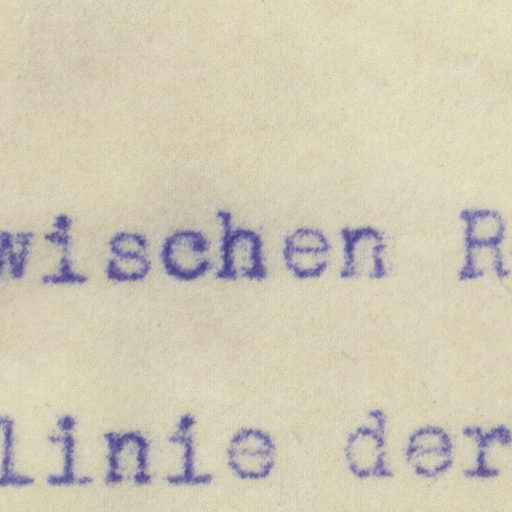 wischen R
linie der